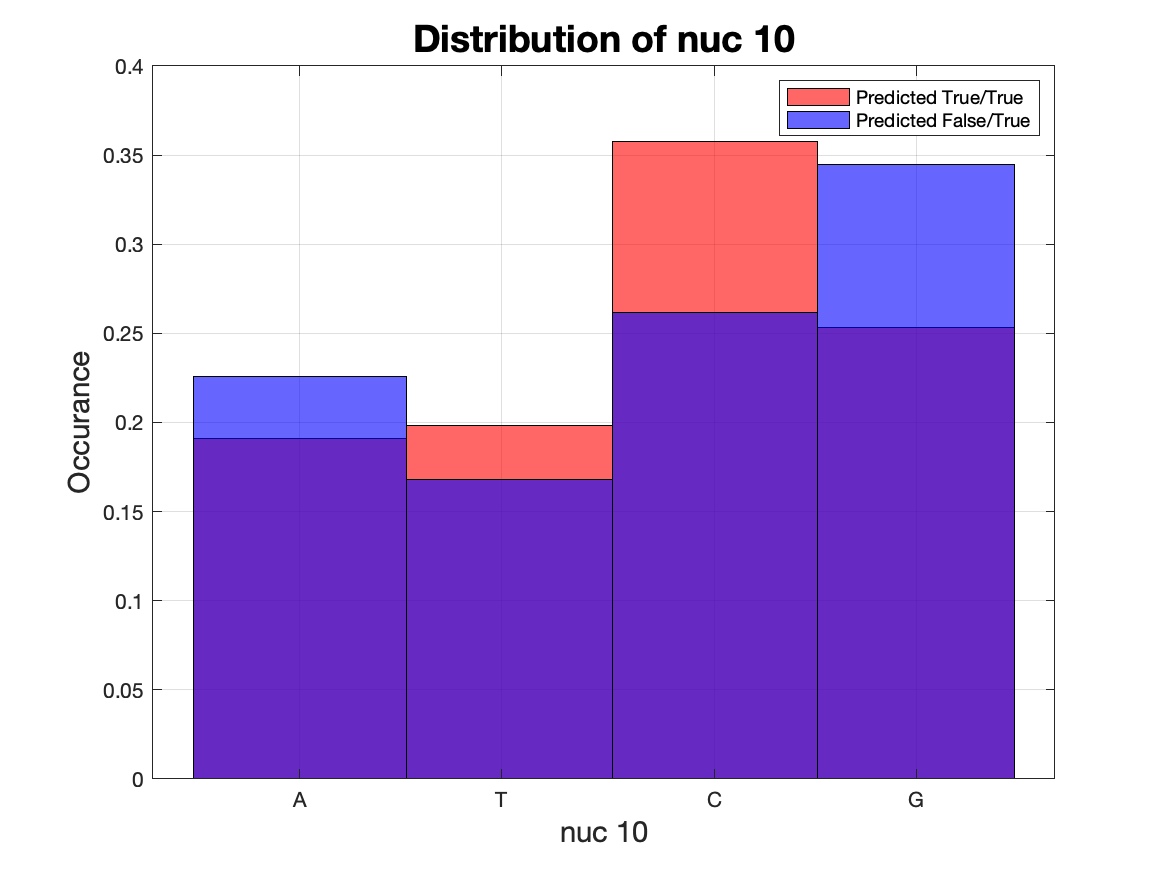 Distribution of nuc 10
Predicted True/True
Predicted False/True
0.4
0.35
0.3
0.25
0.2
0.15
0.1
0.05
0
Occurance
A T C G
nuc 10